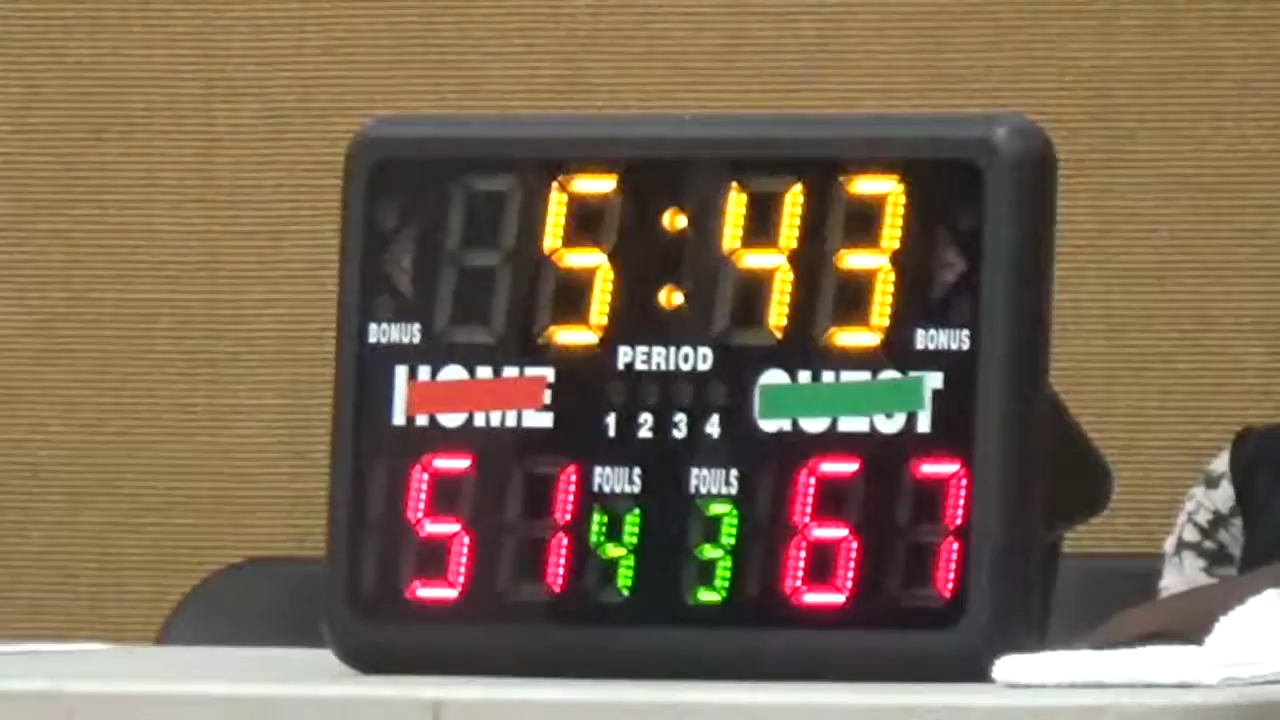 5:43
BONUS BONUS
PERIOD
HOME GUEST
1 2 3 4
FOULS FOULS
51 4 3 67